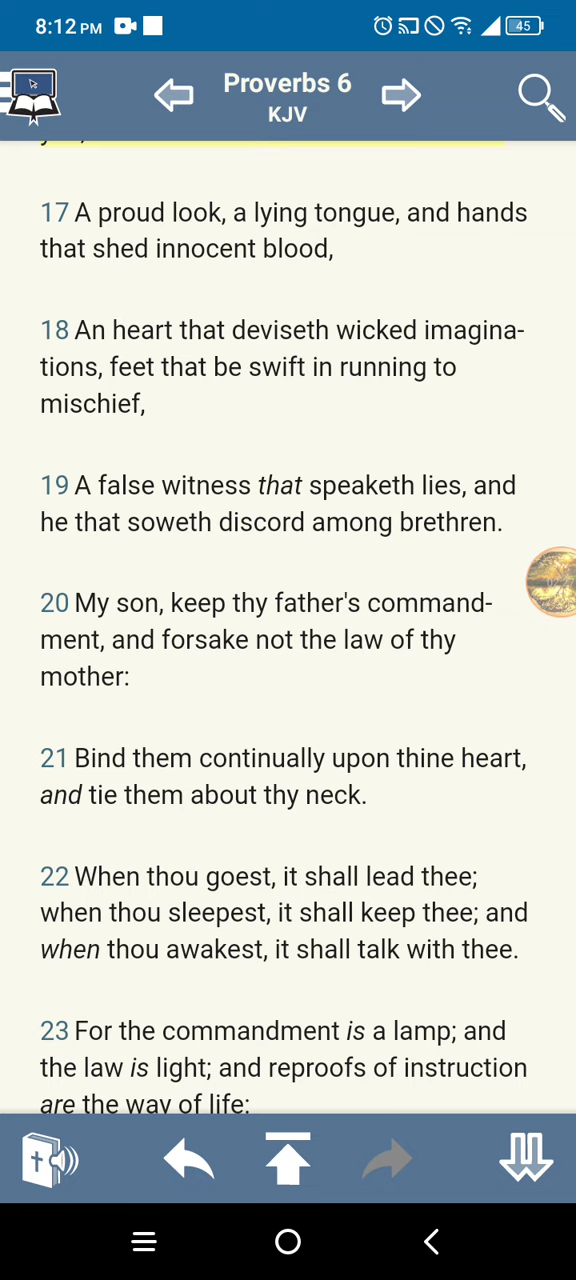 8:12 PM
45
Proverbs 6
KJV
17 A proud look, a lying tongue, and hands
that shed innocent blood,
18 An heart that deviseth wicked imagina-
tions, feet that be swift in running to
mischief,
19 A false witness that speaketh lies, and
he that soweth discord among brethren.
20 My son, keep thy father's command-
ment, and forsake not the law of thy
mother:
21 Bind them continually upon thine heart,
and tie them about thy neck.
22 When thou goest, it shall lead thee;
when thou sleepest, it shall keep thee; and
when thou awakest, it shall talk with thee.
23 For the commandment is a lamp; and
the law is light; and reproofs of instruction
are the way of life: